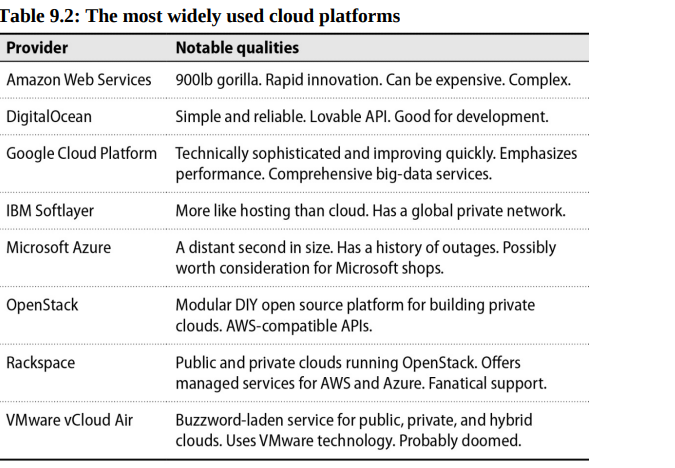 Table 9.2: The most widely used cloud platforms
Provider Notable qualities
Amazon Web Services 900lb gorilla. Rapid innovation. Can be expensive. Complex.
DigitalOcean Simple and reliable. Lovable API. Good for development.
Google Cloud Platform Technically sophisticated and improving quickly. Emphasizes
performance. Comprehensive big-data services.
IBM Softlayer More like hosting than cloud. Has a global private network.
Microsoft Azure A distant second in size. Has a history of outages. Possibly
worth consideration for Microsoft shops.
OpenStack Modular DIY open source platform for building private
clouds. AWS-compatible APIs.
Rackspace Public and private clouds running OpenStack. Offers
managed services for AWS and Azure. Fanatical support.
VMware vCloud Air Buzzword-laden service for public, private, and hybrid
clouds. Uses VMware technology. Probably doomed.